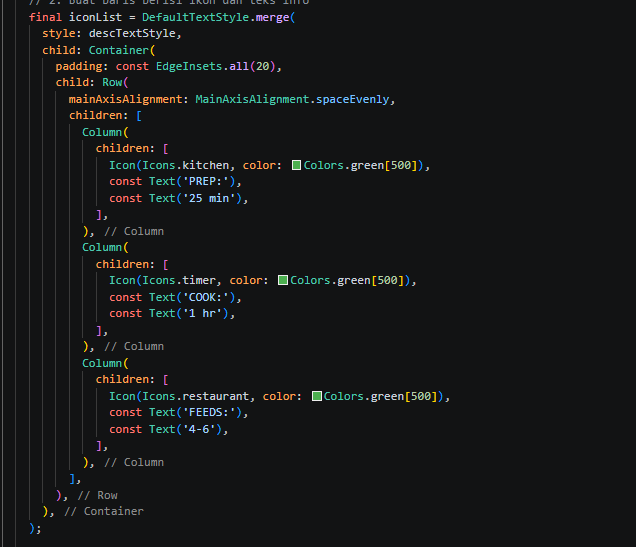 // 2. Buat baris berisi ikon dan teks info
final iconList = DefaultTextStyle.merge(
  style: descTextStyle,
  child: Container(
    padding: const EdgeInsets.all(20),
    child: Row(
      mainAxisAlignment: MainAxisAlignment.spaceEvenly,
      children: [
        Column(
          children: [
            Icon(Icons.kitchen, color: Colors.green[500]),
            const Text('PREP:'),
            const Text('25 min'),
          ],
        ), // Column
        Column(
          children: [
            Icon(Icons.timer, color: Colors.green[500]),
            const Text('COOK:'),
            const Text('1 hr'),
          ],
        ), // Column
        Column(
          children: [
            Icon(Icons.restaurant, color: Colors.green[500]),
            const Text('FEEDS:'),
            const Text('4-6'),
          ],
        ), // Column
      ],
    ), // Row
  ), // Container
);